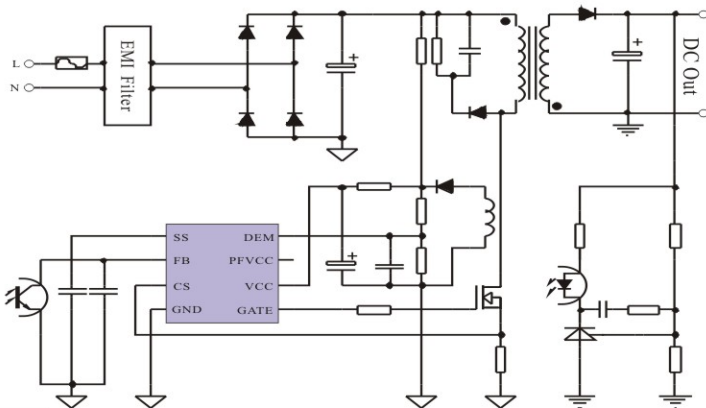 L
N
EMI Filter
DC Out
SS
DEM
FB
PFVCC
CS
VCC
GND
GATE
+
+
+